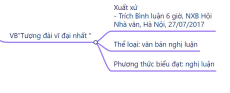 Xuất xứ
- Trích Bình luận 6 giờ, NXB Hội
Nhà văn, Hà Nội, 27/07/2017
VB"Tượng đài vĩ đại nhất "
Thể loại: văn bản nghị luận
Phương thức biểu đạt: nghị luận